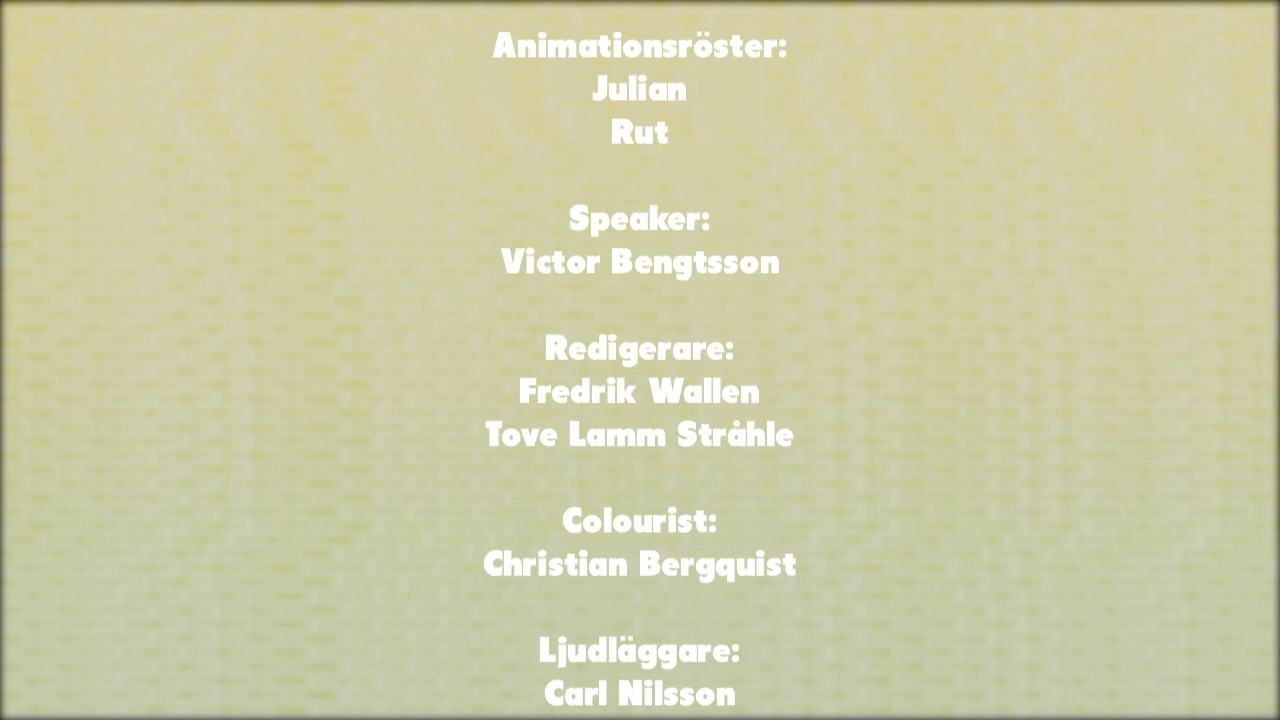 Animationsröster:
Julian
Rut
Speaker:
Victor Bengtsson
Redigerare:
Fredrik Wallen
Tove Lamm Stråhle
Colourist:
Christian Bergquist
Ljudläggare:
Carl Nilsson